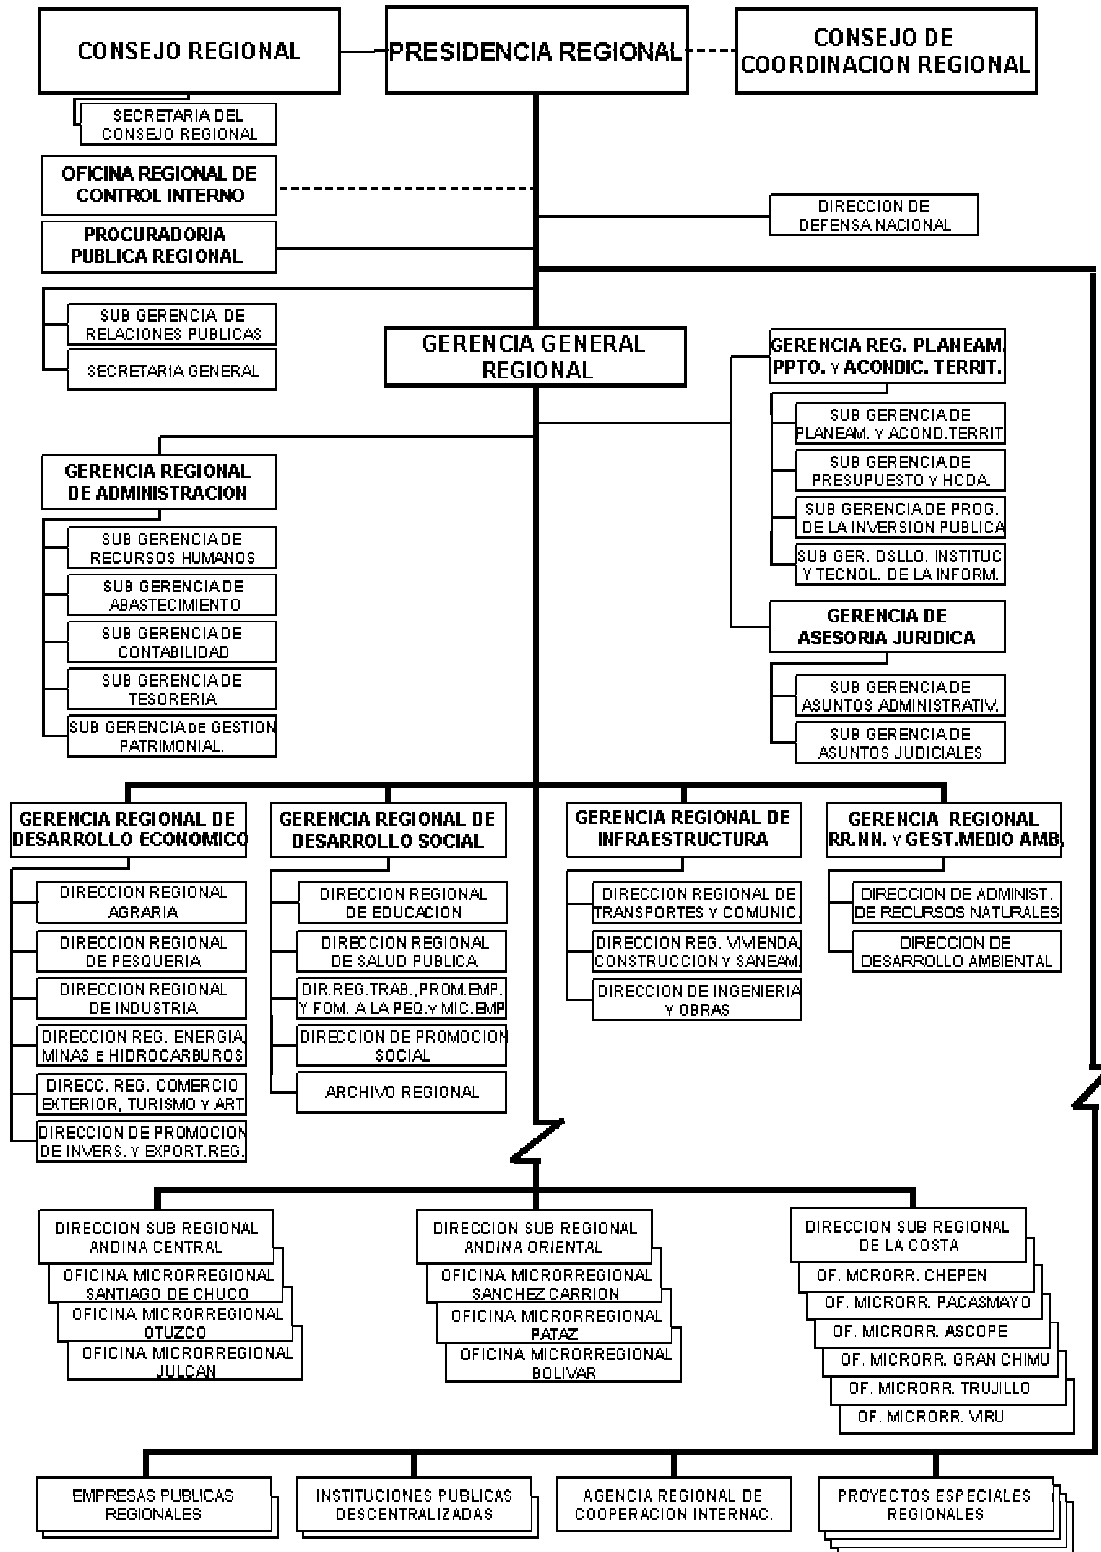 CONSEJO REGIONAL
PRESIDENCIA REGIONAL
CONSEJO DE
COORDINACION REGIONAL
SECRETARIA DEL
CONSEJO REGIONAL
OFICINA REGIONAL DE
CONTROL INTERNO
DIRECCION DE
DEFENSA NACIONAL
PROCURADORIA
PUBLICA REGIONAL
SUB GERENCIA DE
RELACIONES PUBLICAS
SECRETARIA GENERAL
GERENCIA GENERAL
REGIONAL
GERENCIA REG. PLANEAM.
PPTO. Y ACONDIC. TERRIT.
SUB GERENCIA DE
PLANEAM. Y ACOND.TERRIT
SUB GERENCIA DE
PRESUPUESTO Y HCDA.
SUB GERENCIA DE PROG.
DE LA INVERSION PUBLICA
SUB GER. DSLLO. INSTITUC
Y TECNOL. DE LA INFORM.
GERENCIA REGIONAL
DE ADMINISTRACION
SUB GERENCIA DE
RECURSOS HUMANOS
SUB GERENCIA DE
ABASTECIMIENTO
SUB GERENCIA DE
CONTABILIDAD
SUB GERENCIA DE
TESORERIA
SUB GERENCIA DE GESTION
PATRIMONIAL.
GERENCIA DE
ASESORIA JURIDICA
SUB GERENCIA DE
ASUNTOS ADMINISTRATIV.
SUB GERENCIA DE
ASUNTOS JUDICIALES
GERENCIA REGIONAL DE
DESARROLLO ECONOMICO
DIRECCION REGIONAL
AGRARIA
DIRECCION REGIONAL
DE PESQUERIA
DIRECCION REGIONAL
DE INDUSTRIA
DIRECCION REG. ENERGIA,
MINAS E HIDROCARBUROS
DIRECC. REG. COMERCIO
EXTERIOR, TURISMO Y ART
DIRECCION DE PROMOCION
DE INVERS. Y EXPORT.REG.
GERENCIA REGIONAL DE
DESARROLLO SOCIAL
DIRECCION REGIONAL
DE EDUCACION
DIRECCION REGIONAL
DE SALUD PUBLICA
DIR.REG.TRAB.,PROM.EMP.
Y FOM. A LA PEQ.Y MIC.EMP
DIRECCION DE PROMOCION
SOCIAL
ARCHIVO REGIONAL
GERENCIA REGIONAL DE
INFRAESTRUCTURA
DIRECCION REGIONAL DE
TRANSPORTES Y COMUNIC.
DIRECCION REG. VIVIENDA,
CONSTRUCCION Y SANEAM.
DIRECCION DE INGENIERIA
Y OBRAS
GERENCIA REGIONAL
RR.NN. Y GEST.MEDIO AMB,
DIRECCION DE ADMINIST.
DE RECURSOS NATURALES
DIRECCION DE
DESARROLLO AMBIENTAL
DIRECCION SUB REGIONAL
ANDINA CENTRAL
OFICINA MICRORREGIONAL
SANTIAGO DE CHUCO
OFICINA MICRORREGIONAL
OTUZCO
OFICINA MICRORREGIONAL
JULCAN
DIRECCION SUB REGIONAL
ANDINA ORIENTAL
OFICINA MICRORREGIONAL
SANCHEZ CARRION
OFICINA MICRORREGIONAL
PATAZ
OFICINA MICRORREGIONAL
BOLIVAR
DIRECCION SUB REGIONAL
DE LA COSTA
OF. MCRORR. CHEPEN
OF. MICRORR. PACASMAYO
OF. MICRORR. ASCOPE
OF. MICRORR. GRAN CHIMU
OF. MICRORR. TRUJILLO
OF. MICRORR. VIRU
EMPRESAS PUBLICAS
REGIONALES
INSTITUCIONES PUBLICAS
DESCENTRALIZADAS
AGENCIA REGIONAL DE
COOPERACION INTERNAC.
PROYECTOS ESPECIALES
REGIONALES